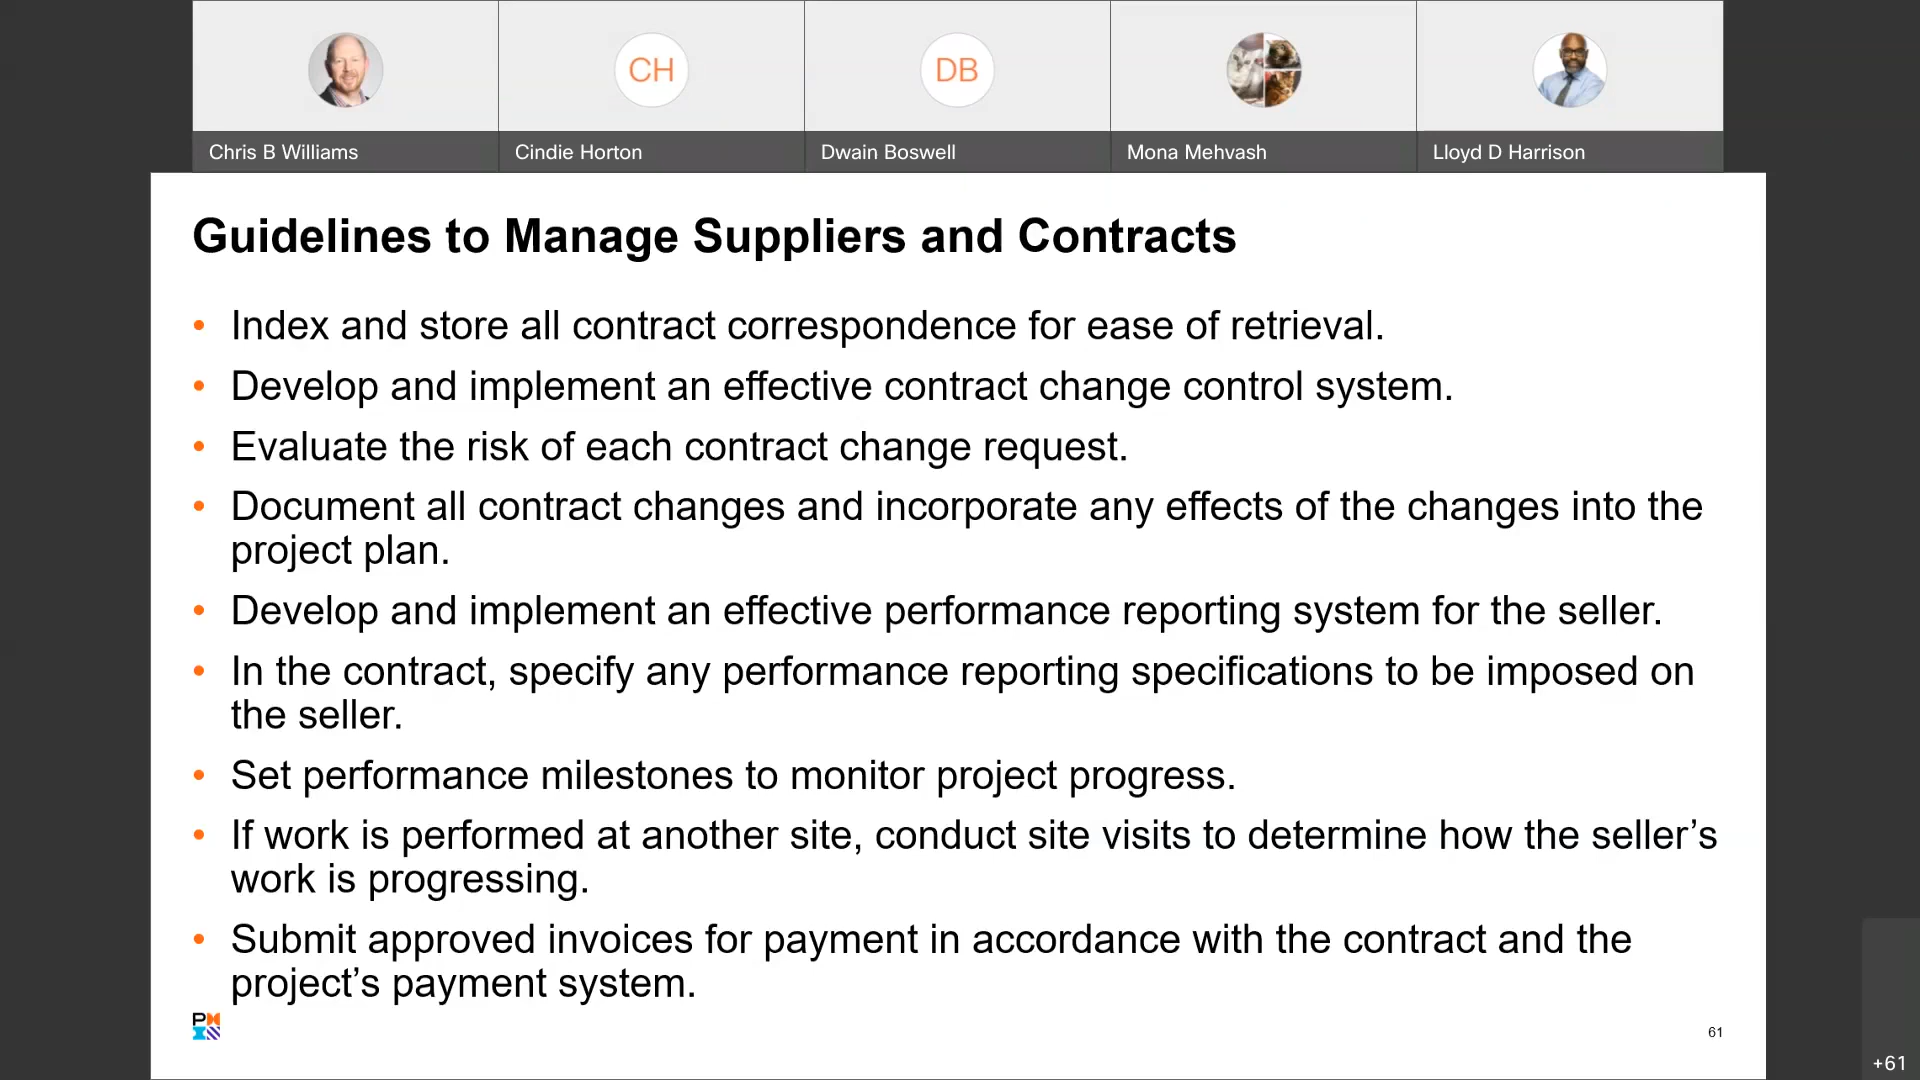 CH
DB
Chris B Williams
Cindie Horton
Dwain Boswell
Mona Mehvash
Lloyd D Harrison
Guidelines to Manage Suppliers and Contracts
• Index and store all contract correspondence for ease of retrieval.
• Develop and implement an effective contract change control system.
• Evaluate the risk of each contract change request.
• Document all contract changes and incorporate any effects of the changes into the
project plan.
• Develop and implement an effective performance reporting system for the seller.
• In the contract, specify any performance reporting specifications to be imposed on
the seller.
• Set performance milestones to monitor project progress.
• If work is performed at another site, conduct site visits to determine how the seller’s
work is progressing.
• Submit approved invoices for payment in accordance with the contract and the
project’s payment system.
61
+61